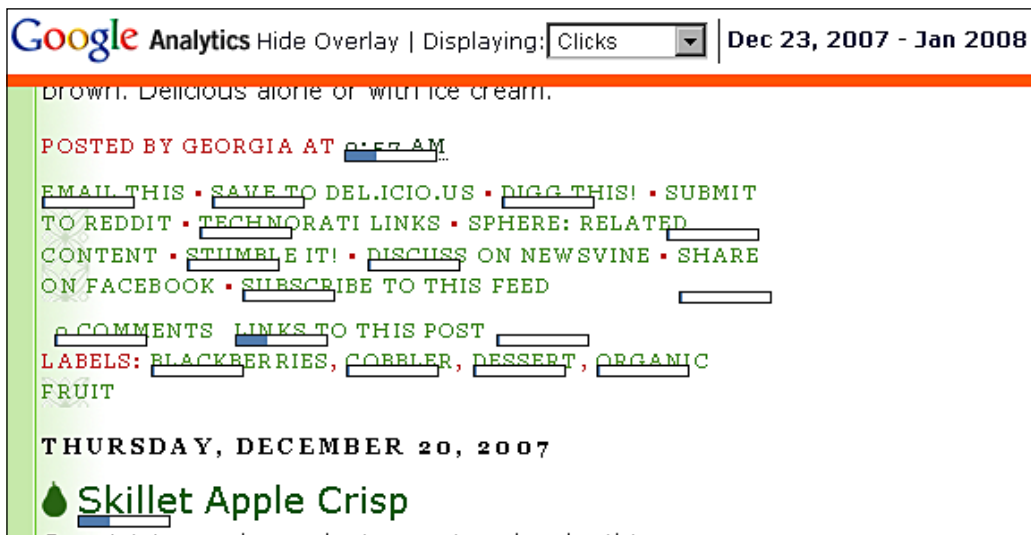 Google Analytics Hide Overlay | Displaying: Clicks Dec 23, 2007 - Jan 2008
brown. Delicious alone or with ice cream.
POSTED BY GEORGIA AT 9:57 AM
EMAIL THIS ▪ SAVE TO DEL.ICIO.US ▪ DIGG THIS! ▪ SUBMIT
TO REDDIT ▪ TECHNORATI LINKS ▪ SPHERE: RELATED
CONTENT ▪ STUMBLE IT! ▪ DISCUSS ON NEWSVINE ▪ SHARE
ON FACEBOOK ▪ SUBSCRIBE TO THIS FEED
0 COMMENTS LINKS TO THIS POST
LABELS: BLACKBERRIES, COBBLER, DESSERT, ORGANIC
FRUIT
THURSDAY, DECEMBER 20, 2007
Skillet Apple Crisp